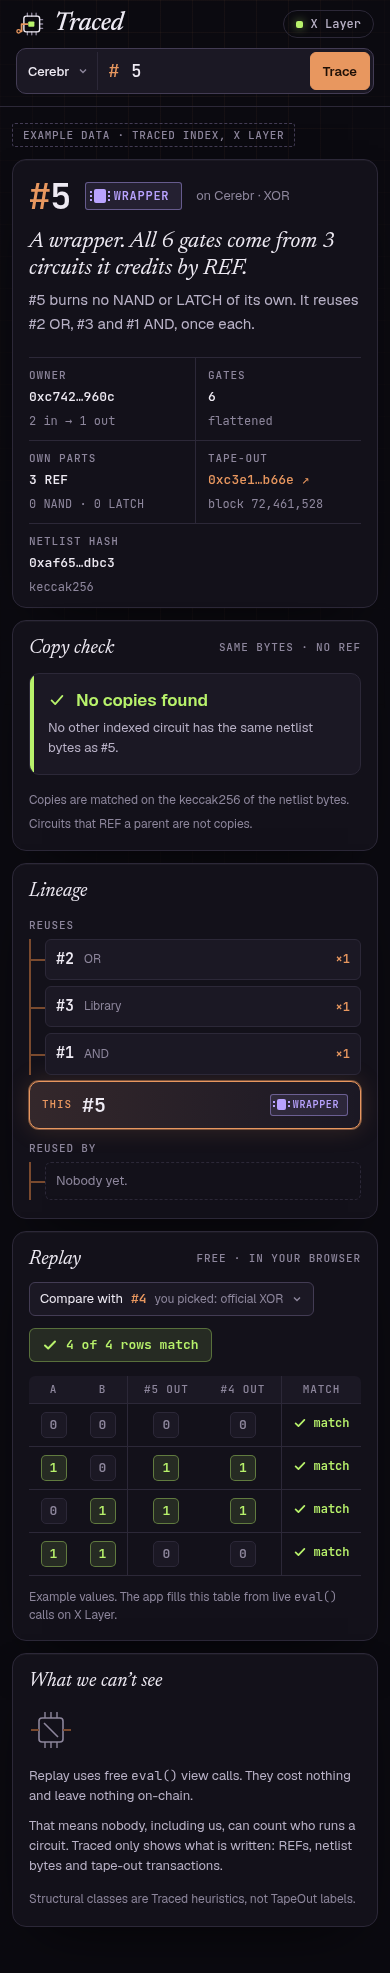 Traced
X Layer
Cerebr # 5 Trace
EXAMPLE DATA · TRACED INDEX, X LAYER
#5 WRAPPER on Cerebr · XOR
A wrapper. All 6 gates come from 3
circuits it credits by REF.
#5 burns no NAND or LATCH of its own. It reuses
#2 OR, #3 and #1 AND, once each.
OWNER
0xc742…960c
2 in → 1 out
GATES
6
flattened
OWN PARTS
3 REF
0 NAND · 0 LATCH
TAPE-OUT
0xc3e1…b66e ↗
block 72,461,528
NETLIST HASH
0xaf65…dbc3
keccak256
Copy check
SAME BYTES · NO REF
No copies found
No other indexed circuit has the same netlist
bytes as #5.
Copies are matched on the keccak256 of the netlist bytes.
Circuits that REF a parent are not copies.
Lineage
REUSES
#2 OR ×1
#3 Library ×1
#1 AND ×1
THIS #5 WRAPPER
REUSED BY
Nobody yet.
Replay
FREE · IN YOUR BROWSER
Compare with #4 you picked: official XOR
4 of 4 rows match
A B #5 OUT #4 OUT MATCH
0 0 0 0 match
1 0 1 1 match
0 1 1 1 match
1 1 0 0 match
Example values. The app fills this table from live eval()
calls on X Layer.
What we can’t see
Replay uses free eval() view calls. They cost nothing
and leave nothing on-chain.
That means nobody, including us, can count who runs a
circuit. Traced only shows what is written: REFs, netlist
bytes and tape-out transactions.
Structural classes are Traced heuristics, not TapeOut labels.